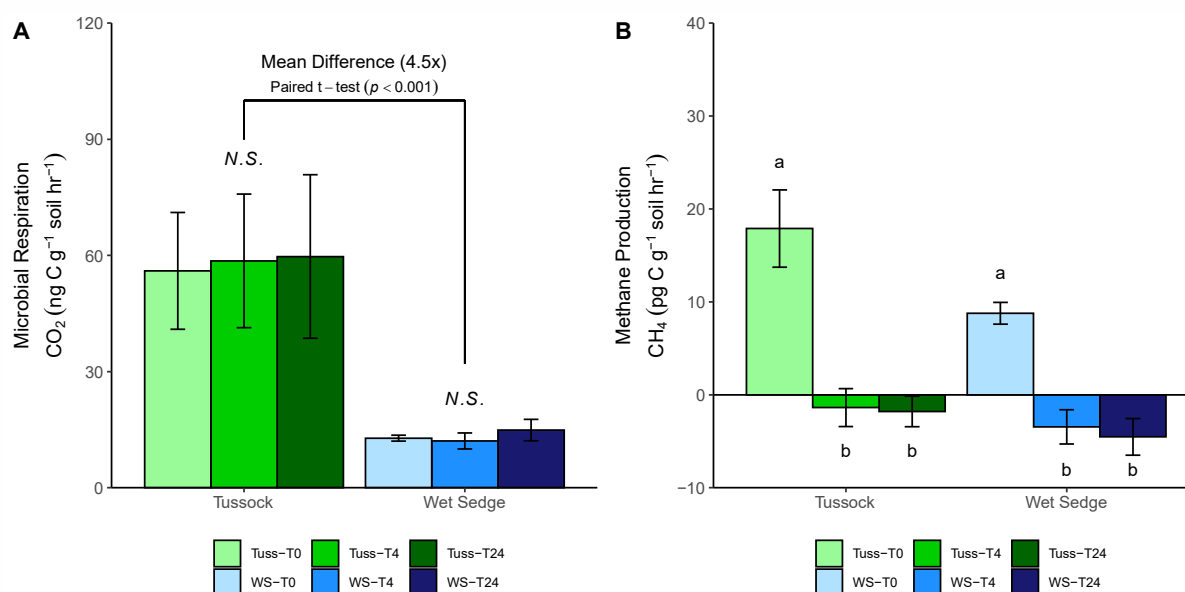 A
Microbial Respiration
CO₂ (ng C g⁻¹ soil hr⁻¹)
120
90
60
30
0
Mean Difference (4.5x)
Paired t−test (p < 0.001)
N.S.
N.S.
Tussock
Wet Sedge
Tuss−T0
Tuss−T4
Tuss−T24
WS−T0
WS−T4
WS−T24
B
Methane Production
CH₄ (pg C g⁻¹ soil hr⁻¹)
40
30
20
10
0
−10
a
b
b
a
b
b
Tussock
Wet Sedge
Tuss−T0
Tuss−T4
Tuss−T24
WS−T0
WS−T4
WS−T24